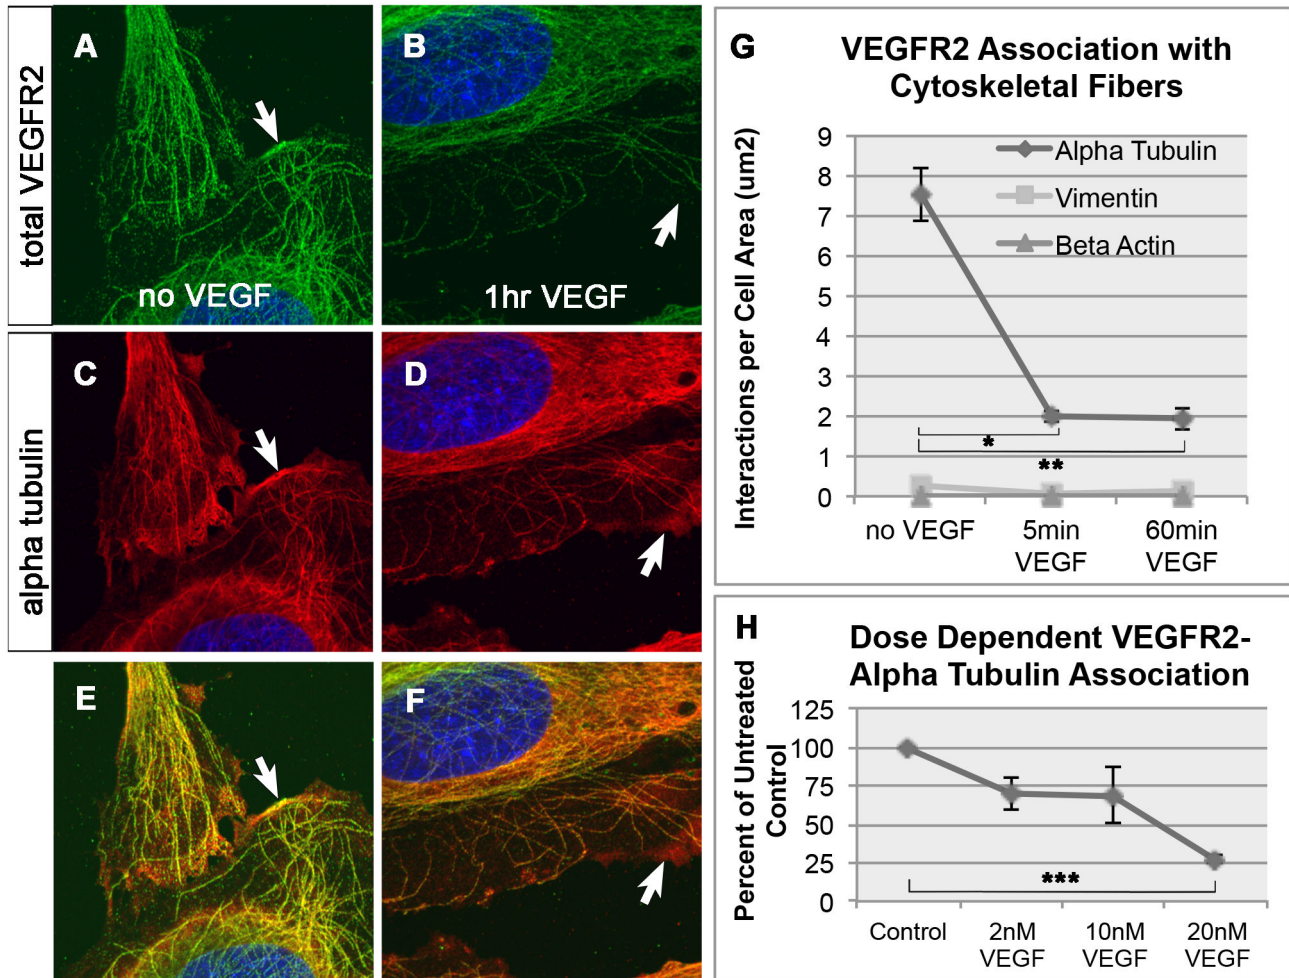 total VEGFR2
A
no VEGF
B
1hr VEGF
alpha tubulin
C
D
E
F
G
VEGFR2 Association with
Cytoskeletal Fibers
Interactions per Cell Area (um2)
9
8
7
6
5
4
3
2
1
0
Alpha Tubulin
Vimentin
Beta Actin
*
**
no VEGF
5min
VEGF
60min
VEGF
H
Dose Dependent VEGFR2-
Alpha Tubulin Association
Percent of Untreated
Control
125
100
75
50
25
0
***
Control
2nM
VEGF
10nM
VEGF
20nM
VEGF